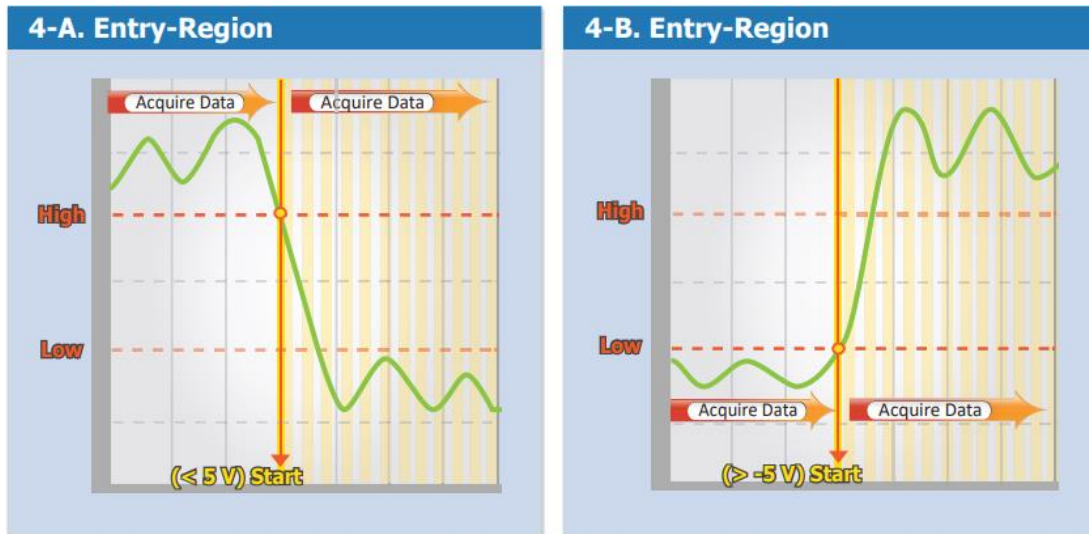 4-A. Entry-Region
Acquire Data
Acquire Data
High
Low
(< 5 V) Start
4-B. Entry-Region
High
Low
Acquire Data
Acquire Data
(> -5 V) Start